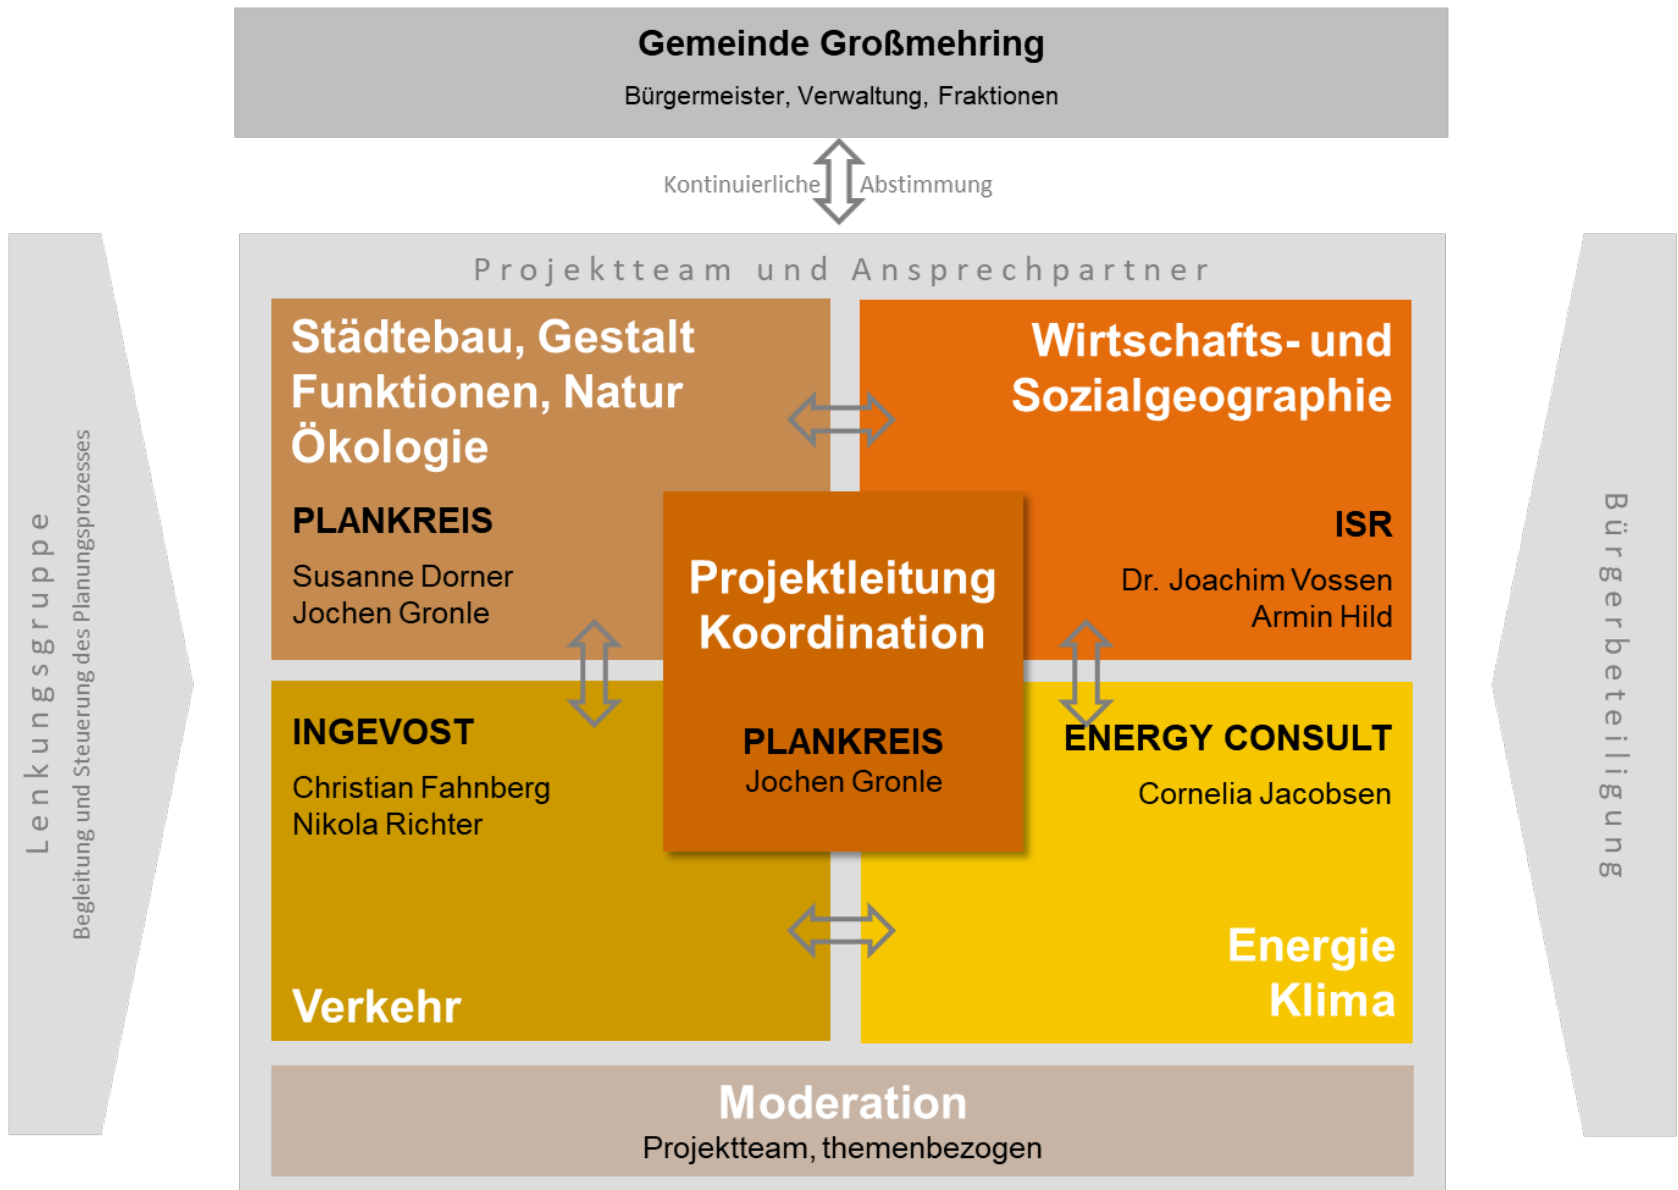 Gemeinde Großmehring
Bürgermeister, Verwaltung, Fraktionen
Kontinuierliche Abstimmung
Lenkungsgruppe
Begleitung und Steuerung des Planungsprozesses
Projektteam und Ansprechpartner
Städtebau, Gestalt
Funktionen, Natur
Ökologie
PLANKREIS
Susanne Dorner
Jochen Gronle
Wirtschafts- und
Sozialgeographie
ISR
Dr. Joachim Vossen
Armin Hild
Projektleitung
Koordination
PLANKREIS
Jochen Gronle
INGEVOST
Christian Fahnberg
Nikola Richter
Verkehr
ENERGY CONSULT
Cornelia Jacobsen
Energie
Klima
Moderation
Projektteam, themenbezogen
Bürgerbeteiligung